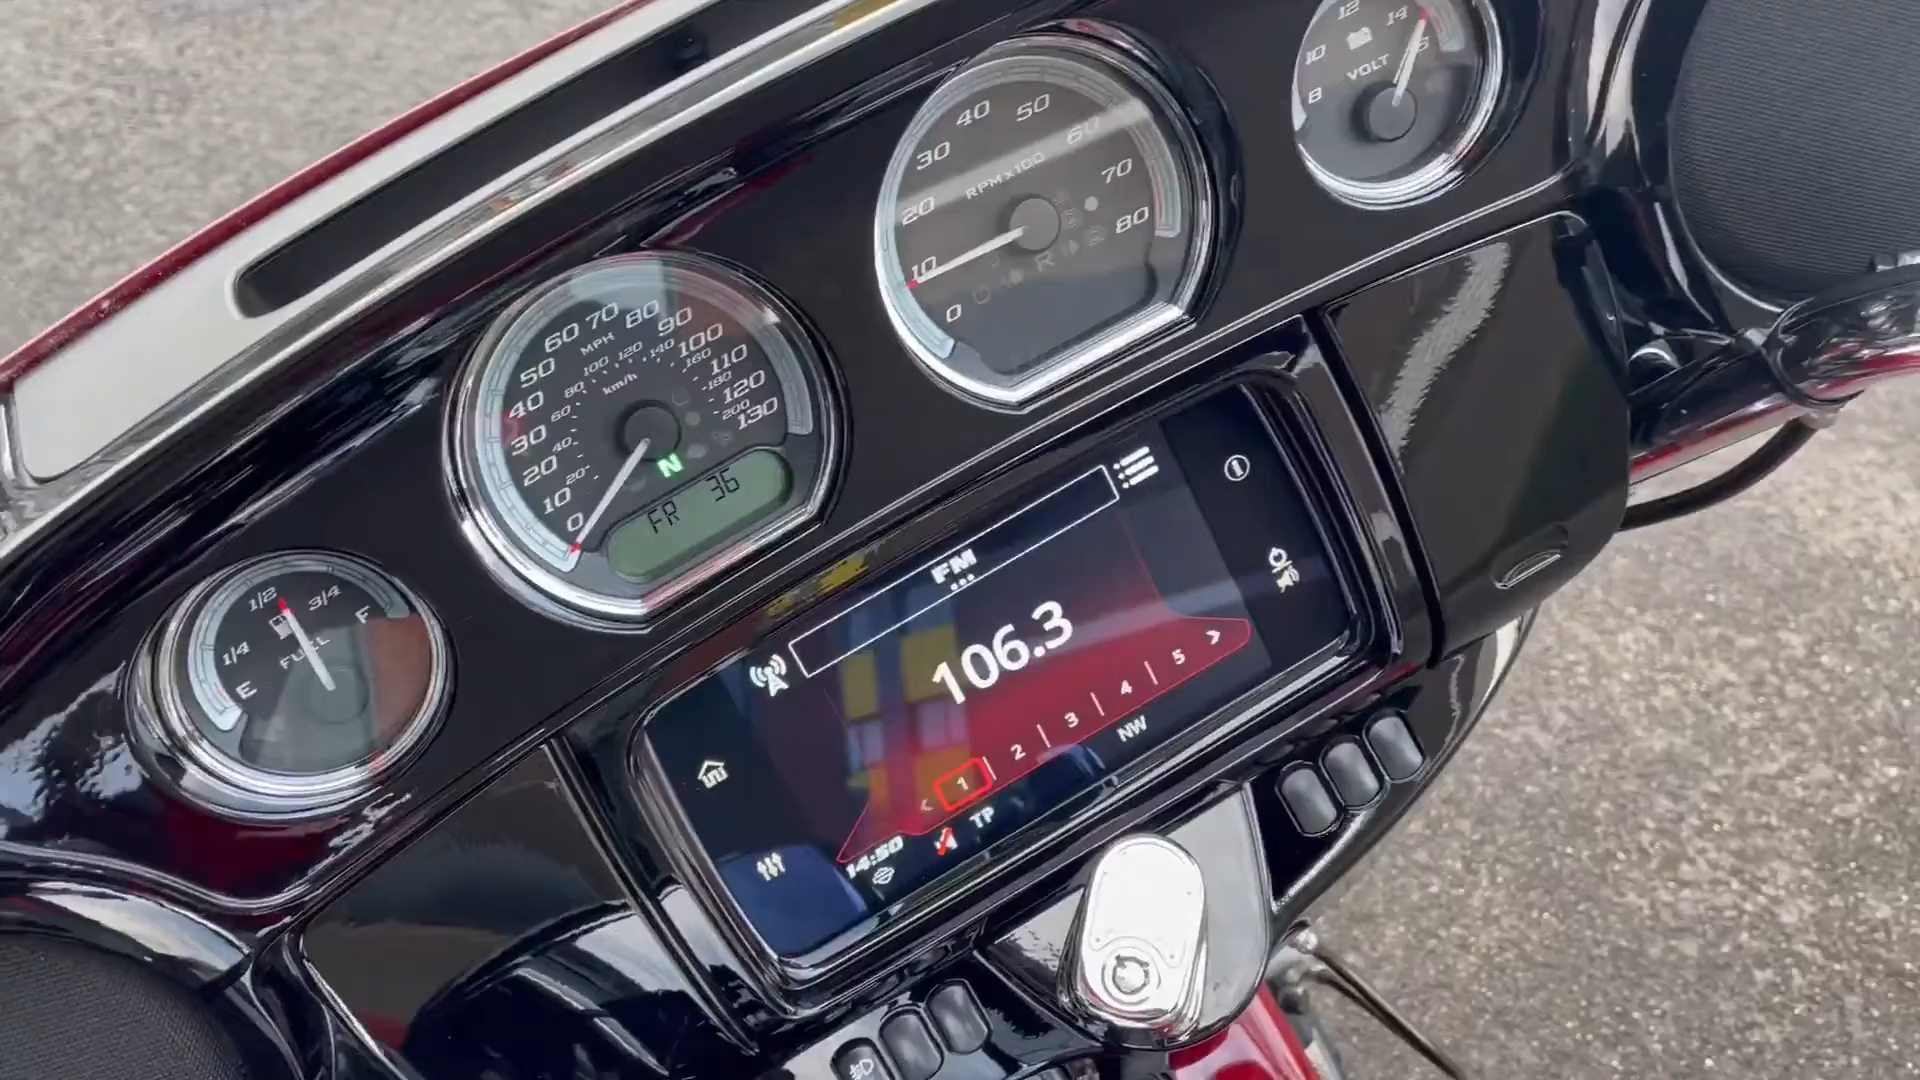 8 10 12 14 16
VOLT
0 10 20 30 40 50 60 70 80
RPMx100
R
0 10 20 30 40 50 60 70 80 90 100 110 120 130
MPH
20 40 60 80 100 120 140 160 180 200
km/h
N
FR 36
E 1/4 1/2 3/4 F
FUEL
FM
106.3
1 2 3 4 5
NW
TP
14:50